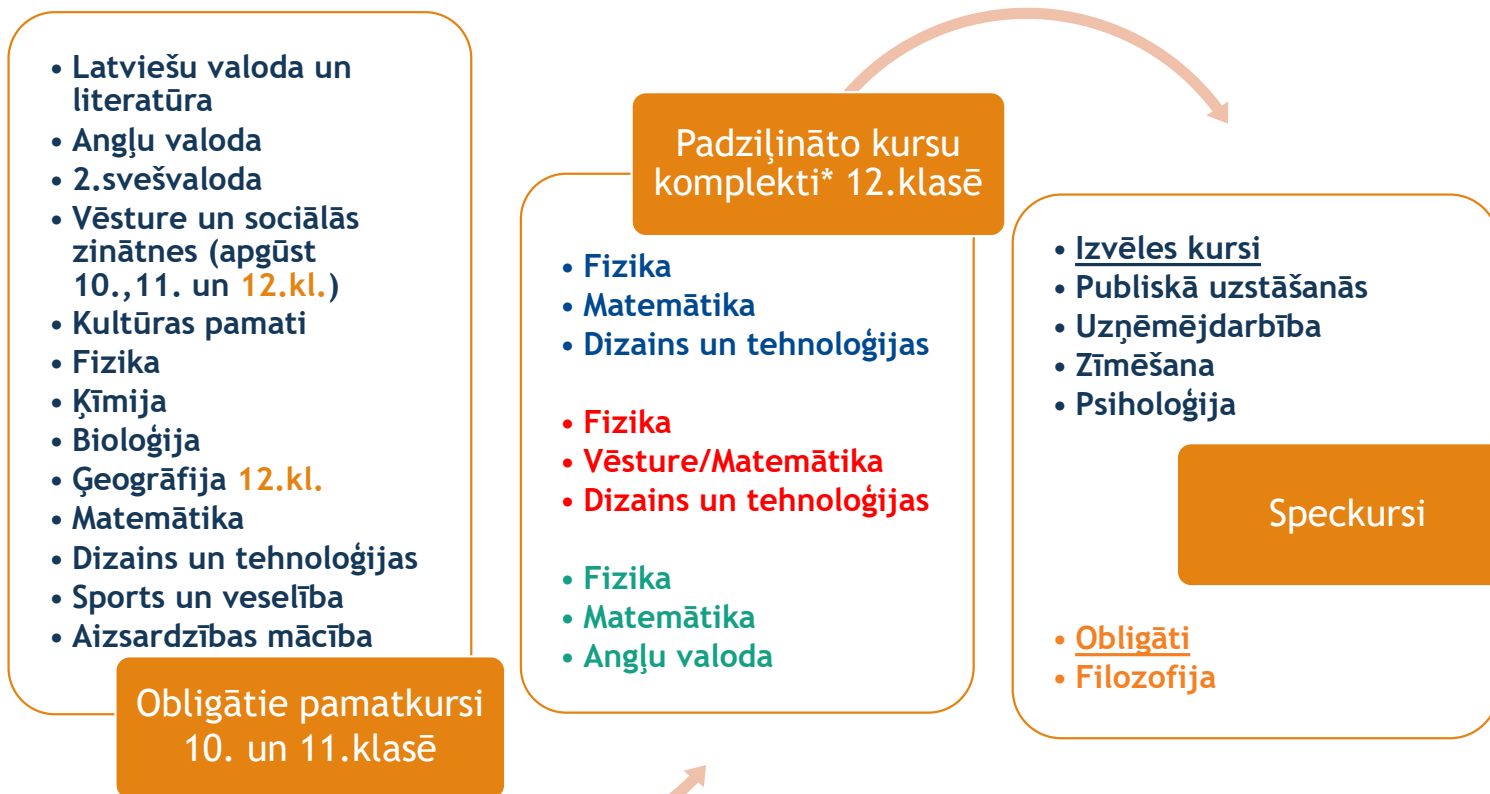 • Latviešu valoda un
literatūra
• Angļu valoda
• 2.svešvaloda
• Vēsture un sociālās
zinātnes (apgūst
10.,11. un 12.kl.)
• Kultūras pamati
• Fizika
• Ķīmija
• Bioloģija
• Ģeogrāfija 12.kl.
• Matemātika
• Dizains un tehnoloģijas
• Sports un veselība
• Aizsardzības mācība
Obligātie pamatkursi
10. un 11.klasē
Padziļināto kursu
komplekti* 12.klasē
• Fizika
• Matemātika
• Dizains un tehnoloģijas
• Fizika
• Vēsture/Matemātika
• Dizains un tehnoloģijas
• Fizika
• Matemātika
• Angļu valoda
• Izvēles kursi
• Publiskā uzstāšanās
• Uzņēmējdarbība
• Zīmēšana
• Psiholoģija
Speckursi
• Obligāti
• Filozofija